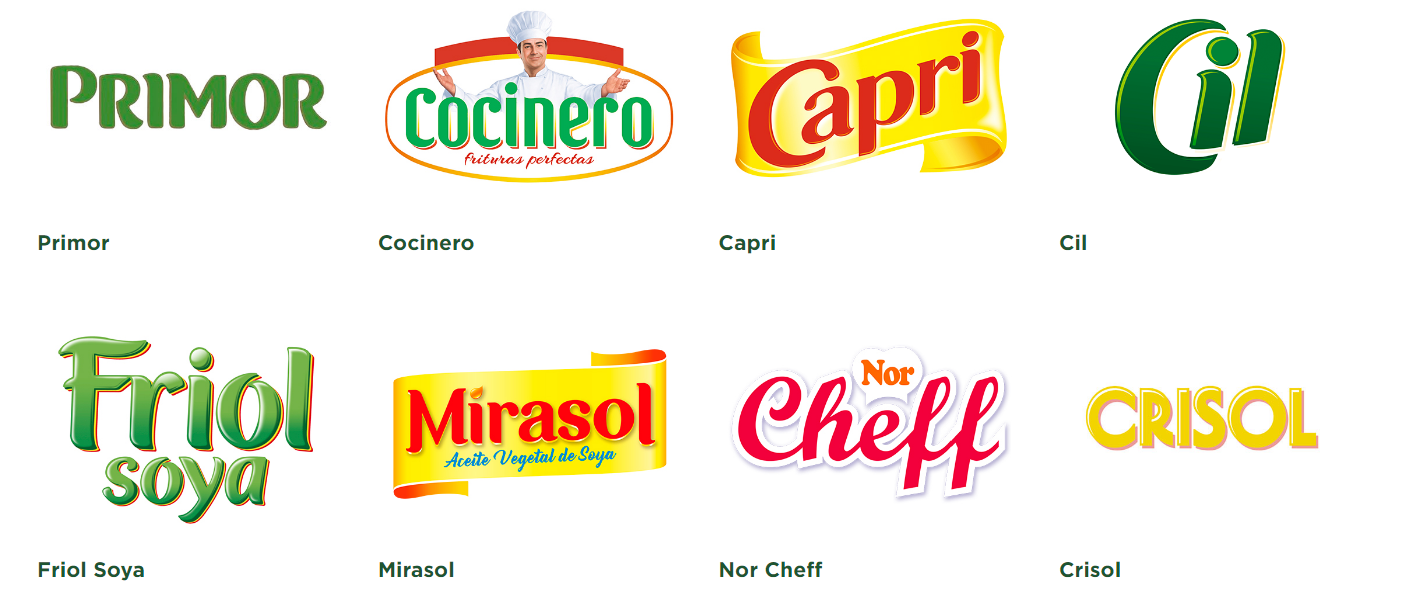 PRIMOR
Cocinero
frituras perfectas
Capri
Cil
Primor
Cocinero
Capri
Cil
Friol
soya
Mirasol
Aceite Vegetal de Soya
Nor
Cheff
CRISOL
Friol Soya
Mirasol
Nor Cheff
Crisol